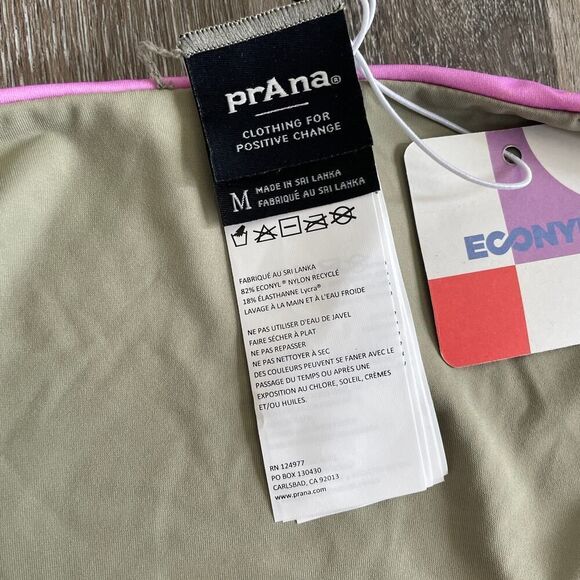 prAna®
CLOTHING FOR
POSITIVE CHANGE
M MADE IN SRI LANKA
FABRIQUÉ AU SRI LANKA
FABRIQUÉ AU SRI LANKA
82% ECONYL® NYLON RECYCLÉ
18% ÉLASTHANNE Lycra®
LAVAGE À LA MAIN ET À L'EAU FROIDE
NE PAS UTILISER D'EAU DE JAVEL
FAIRE SÉCHER À PLAT
NE PAS REPASSER
NE PAS NETTOYER À SEC
DES COULEURS PEUVENT SE FANER AVEC LE
PASSAGE DU TEMPS OU APRÈS UNE
EXPOSITION AU CHLORE, SOLEIL, CRÈMES
ET/OU HUILES.
RN 124977
PO BOX 130430
CARLSBAD, CA 92013
www.prana.com
ECONY